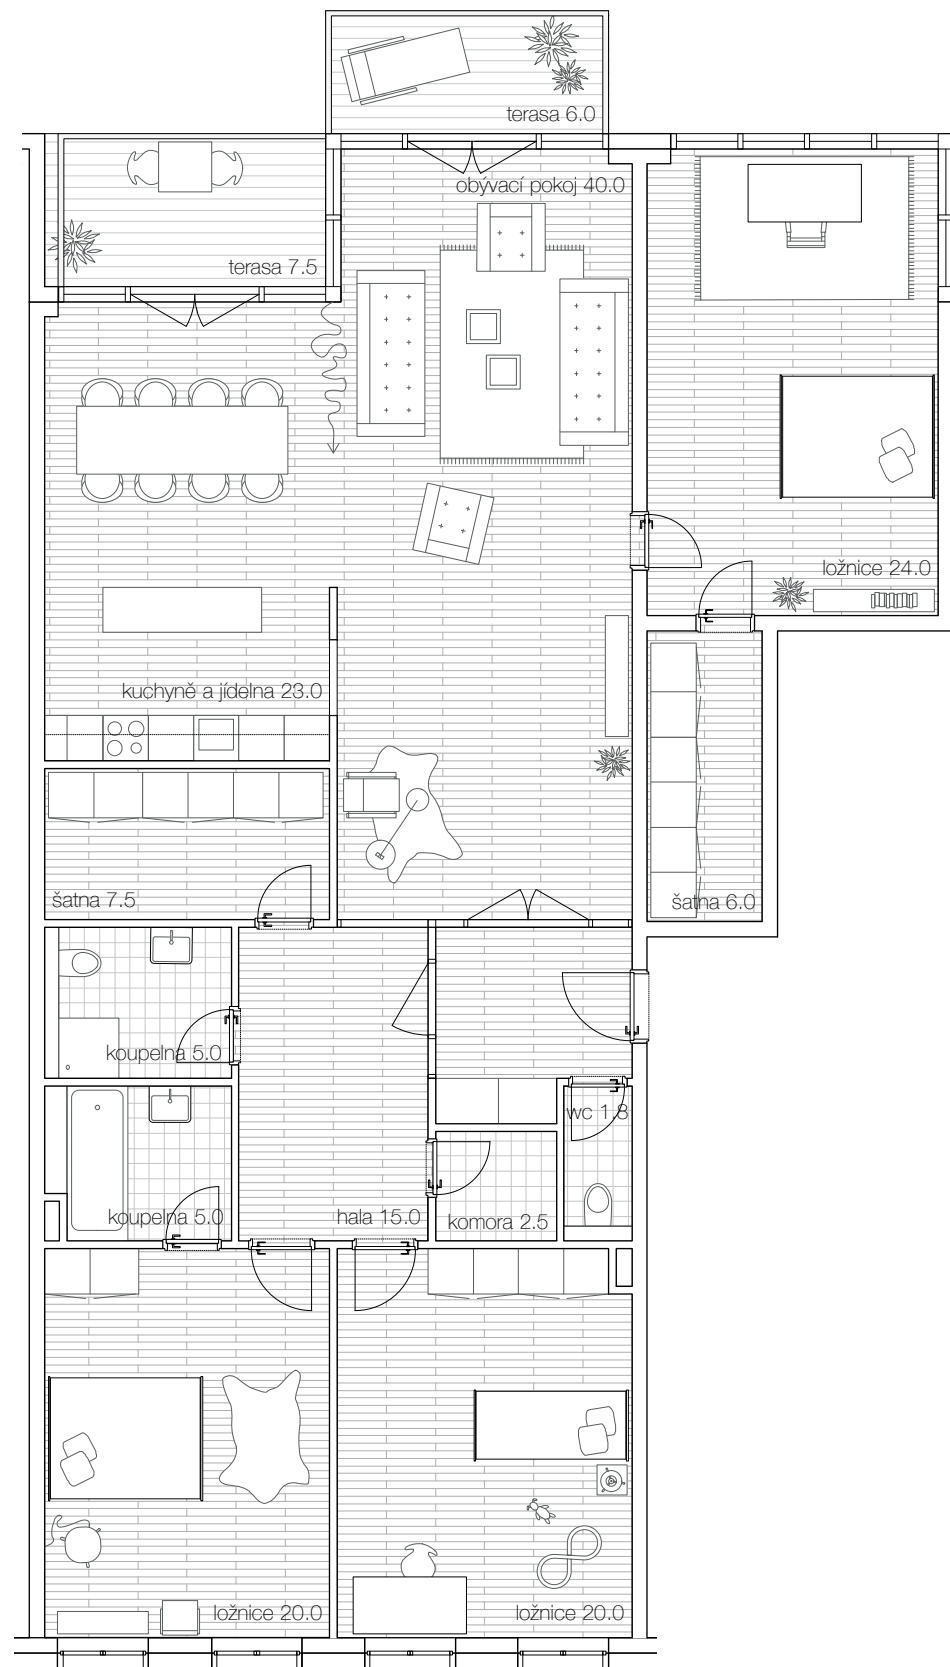 terasa 6.0
obývací pokoj 40.0
terasa 7.5
ložnice 24.0
kuchyně a jídelna 23.0
šatna 7.5
šatna 6.0
koupelna 5.0
wc 1.8
koupelna 5.0
hala 15.0
komora 2.5
ložnice 20.0
ložnice 20.0